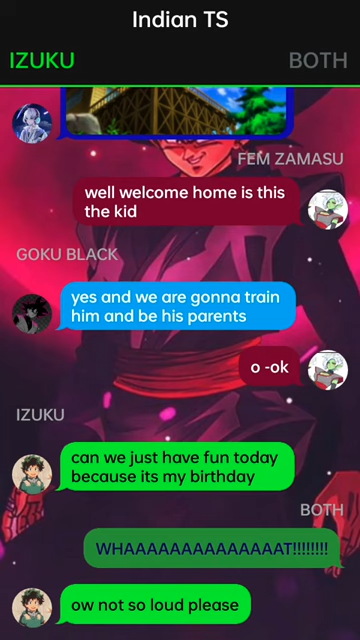 Indian TS
IZUKU
BOTH
FEM ZAMASU
well welcome home is this
the kid
GOKU BLACK
yes and we are gonna train
him and be his parents
o -ok
IZUKU
can we just have fun today
because its my birthday
BOTH
WHAAAAAAAAAAAAAAT!!!!!!!!
ow not so loud please